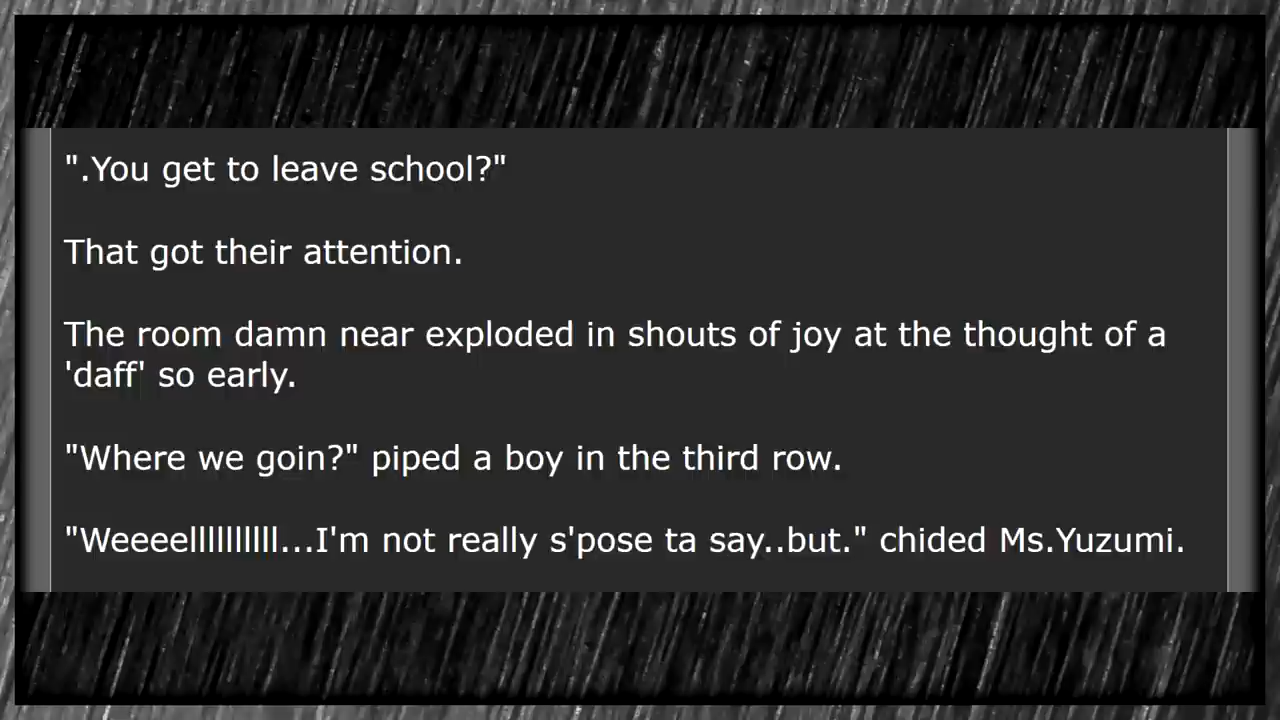 ".You get to leave school?"
That got their attention.
The room damn near exploded in shouts of joy at the thought of a
'daff' so early.
"Where we goin?" piped a boy in the third row.
"Weeeellllllllll...I'm not really s'pose ta say..but." chided Ms.Yuzumi.